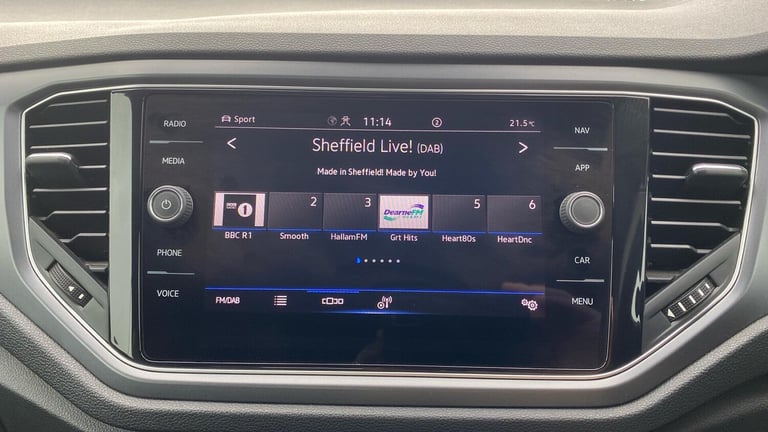 RADIO
MEDIA
PHONE
VOICE
Sport 11:14 2 21.5°C
< Sheffield Live! (DAB) >
Made in Sheffield! Made by You!
1 2 3 DearneFM 5 6
BBC R1 Smooth HallamFM Grt Hits Heart80s HeartDnc
FM/DAB
NAV
APP
CAR
MENU